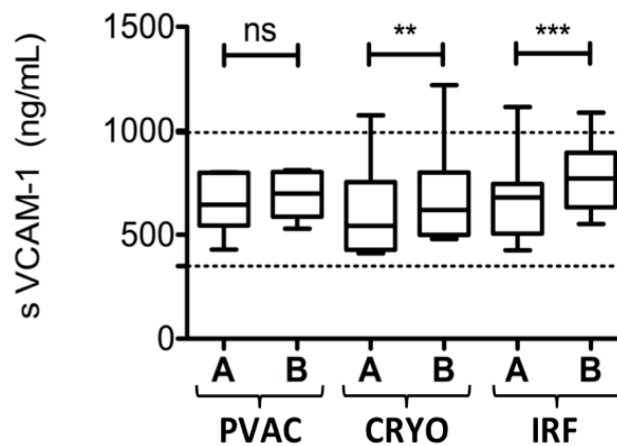 s VCAM-1 (ng/mL)
1500
1000
500
0
ns
**
***
A B A B A B
PVAC CRYO IRF